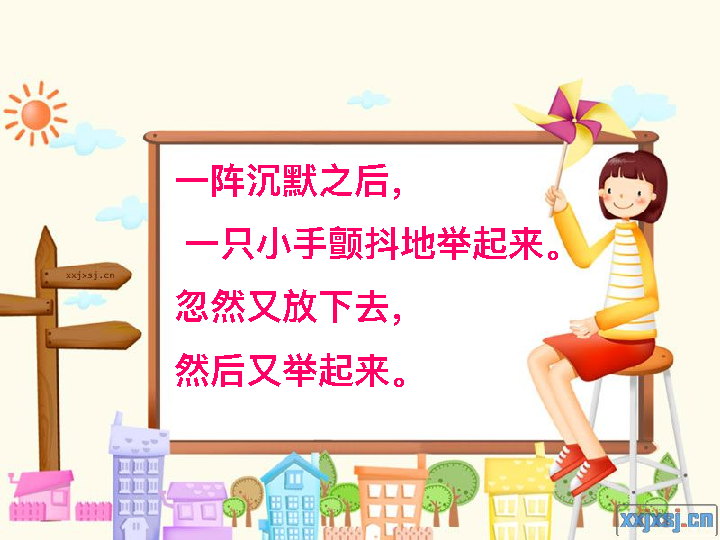 一阵沉默之后，
一只小手颤抖地举起来。
忽然又放下去，
然后又举起来。
xxjxsj.cn
xxjxsj.cn